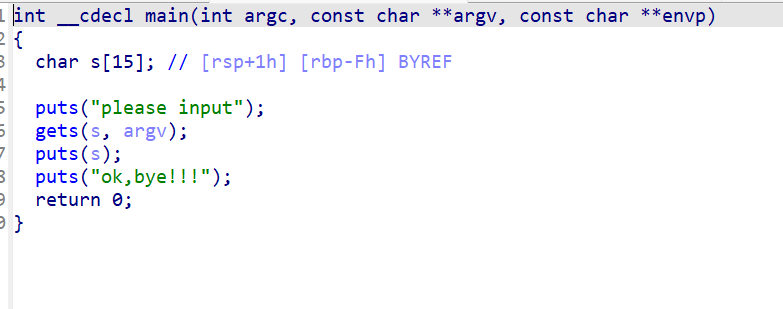 1 int __cdecl main(int argc, const char **argv, const char **envp)
2 {
3   char s[15]; // [rsp+1h] [rbp-Fh] BYREF
4
5   puts("please input");
6   gets(s, argv);
7   puts(s);
8   puts("ok,bye!!!");
9   return 0;
0 }